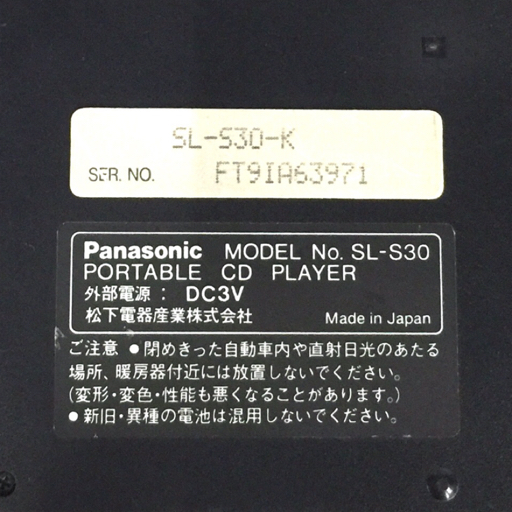 SL-S30-K
SER. NO. FT9IA63971
Panasonic MODEL No. SL-S30
PORTABLE CD PLAYER
外部電源 : DC3V
松下電器産業株式会社 Made in Japan
ご注意 ●閉めきった自動車内や直射日光のあたる
場所、暖房器付近には放置しないでください。
(変形・変色・性能も悪くなることがあります。)
●新旧・異種の電池は混用しないでください。